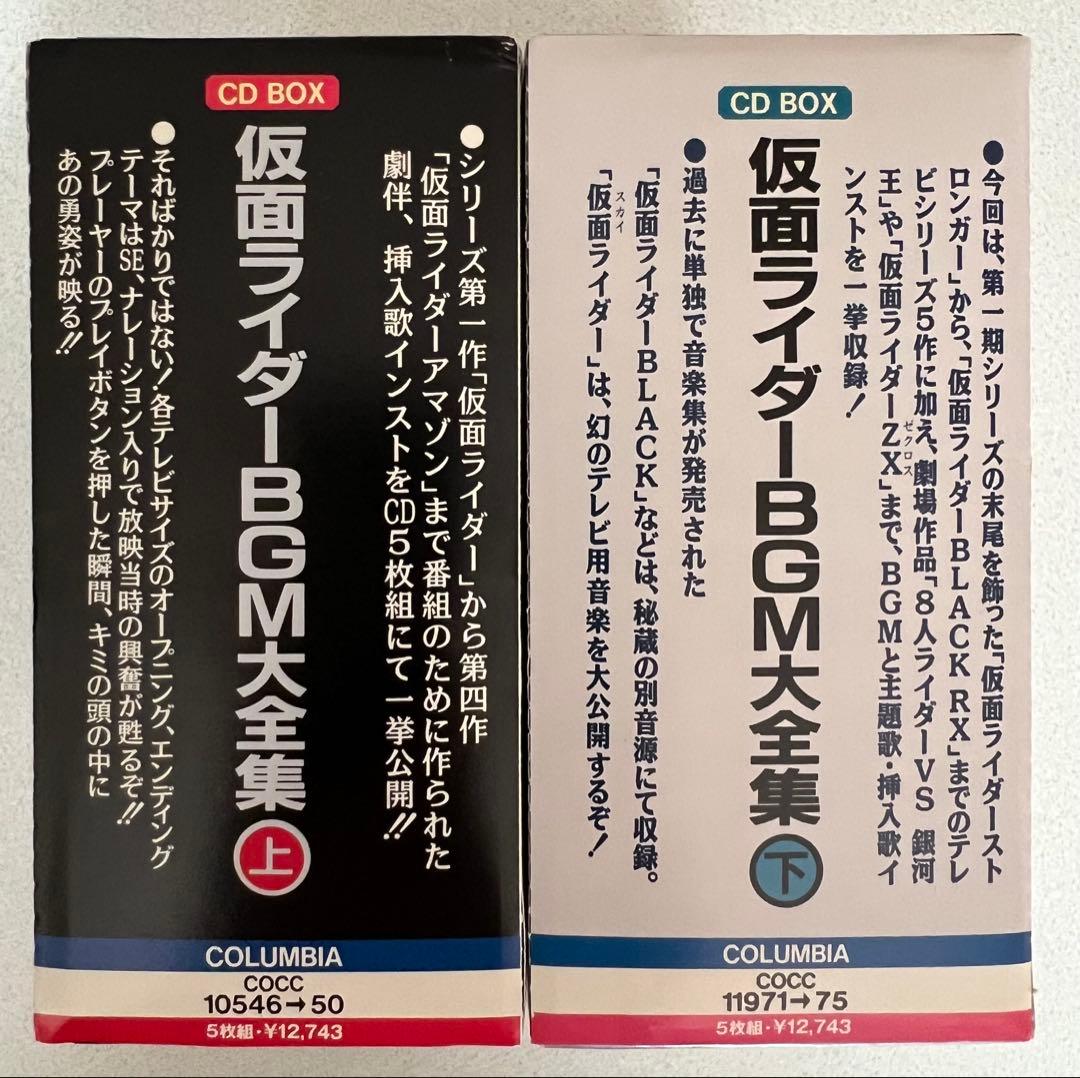 CD BOX
仮面ライダーBGM大全集
上
●シリーズ第一作「仮面ライダー」から第四作
「仮面ライダーアマゾン」まで番組のために作られた
劇伴、挿入歌インストをCD5枚組にて一挙公開!!
●そればかりではない!各テレビサイズのオープニング、エンディング
テーマはSE、ナレーション入りで放映当時の興奮が甦るぞ!!
プレーヤーのプレイボタンを押した瞬間、キミの頭の中に
あの勇姿が映る!!
COLUMBIA
COCC
10546→50
5枚組・¥12,743
CD BOX
仮面ライダーBGM大全集
下
●今回は、第一期シリーズの末尾を飾った「仮面ライダースト
ロンガー」から、「仮面ライダーBLACK RX」までのテレ
ビシリーズ5作に加え、劇場作品「8人ライダーVS 銀河
王」や「仮面ライダーZX」まで、BGMと主題歌・挿入歌イ
ゼクロス
ンストを一挙収録!
●過去に単独で音楽集が発売された
「仮面ライダーBLACK」などは、秘蔵の別音源にて収録。
「仮面ライダー」は、幻のテレビ用音楽を大公開するぞ!
スカイ
COLUMBIA
COCC
11971→75
5枚組・¥12,743